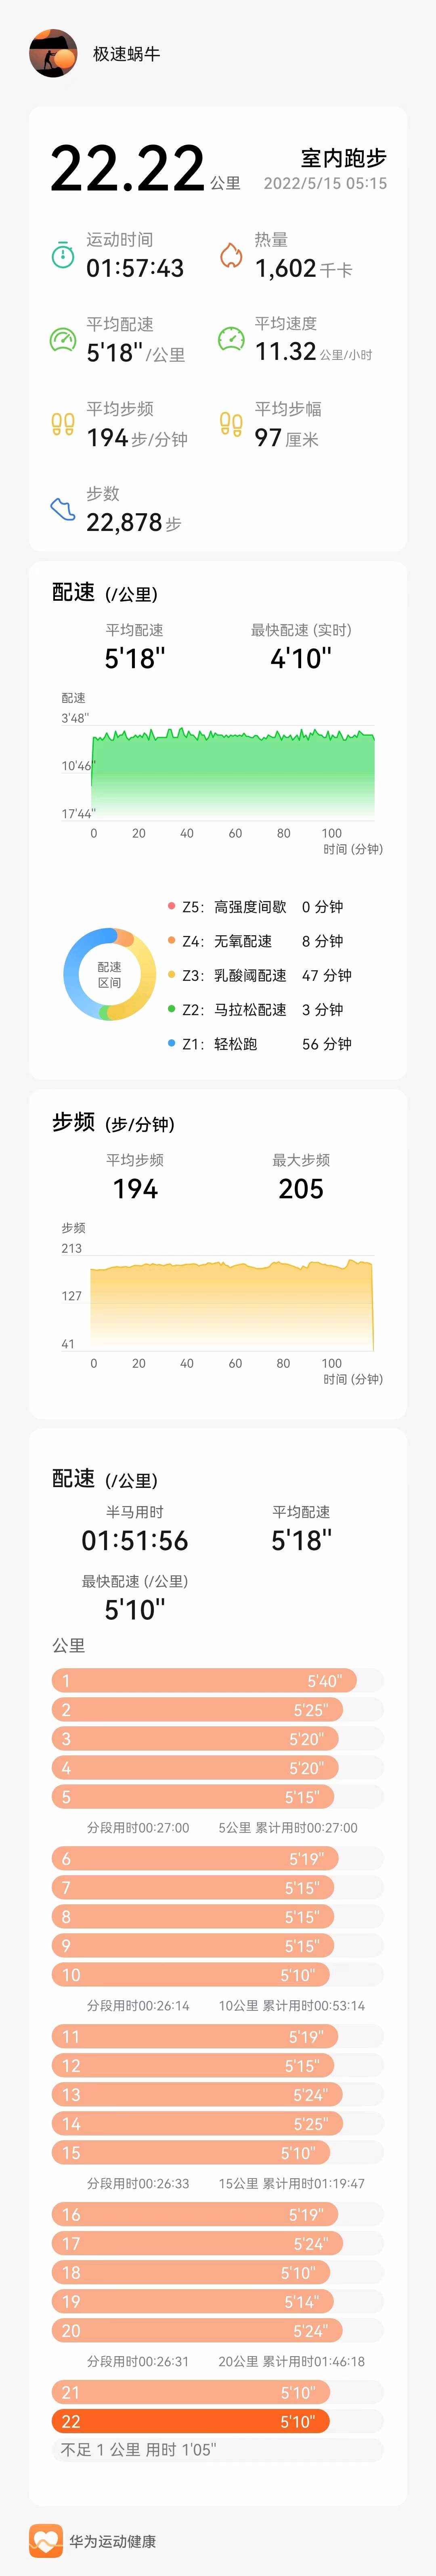 极速蜗牛
22.22 公里
室内跑步
2022/5/15 05:15
运动时间
01:57:43
热量
1,602 千卡
平均配速
5'18" /公里
平均速度
11.32 公里/小时
平均步频
194 步/分钟
平均步幅
97 厘米
步数
22,878 步
配速 (/公里)
平均配速
5'18"
最快配速 (实时)
4'10"
配速
3'48"
10'46"
17'44"
0 20 40 60 80 100
时间 (分钟)
配速
区间
Z5： 高强度间歇 0 分钟
Z4： 无氧配速 8 分钟
Z3： 乳酸阈配速 47 分钟
Z2： 马拉松配速 3 分钟
Z1： 轻松跑 56 分钟
步频 (步/分钟)
平均步频
194
最大步频
205
步频
213
127
41
0 20 40 60 80 100
时间 (分钟)
配速 (/公里)
半马用时
01:51:56
平均配速
5'18"
最快配速 (/公里)
5'10"
公里
1 5'40"
2 5'25"
3 5'20"
4 5'20"
5 5'15"
分段用时00:27:00 5公里 累计用时00:27:00
6 5'19"
7 5'15"
8 5'15"
9 5'15"
10 5'10"
分段用时00:26:14 10公里 累计用时00:53:14
11 5'19"
12 5'15"
13 5'24"
14 5'25"
15 5'10"
分段用时00:26:33 15公里 累计用时01:19:47
16 5'19"
17 5'24"
18 5'10"
19 5'14"
20 5'24"
分段用时00:26:31 20公里 累计用时01:46:18
21 5'10"
22 5'10"
不足 1 公里 用时 1'05"
华为运动健康